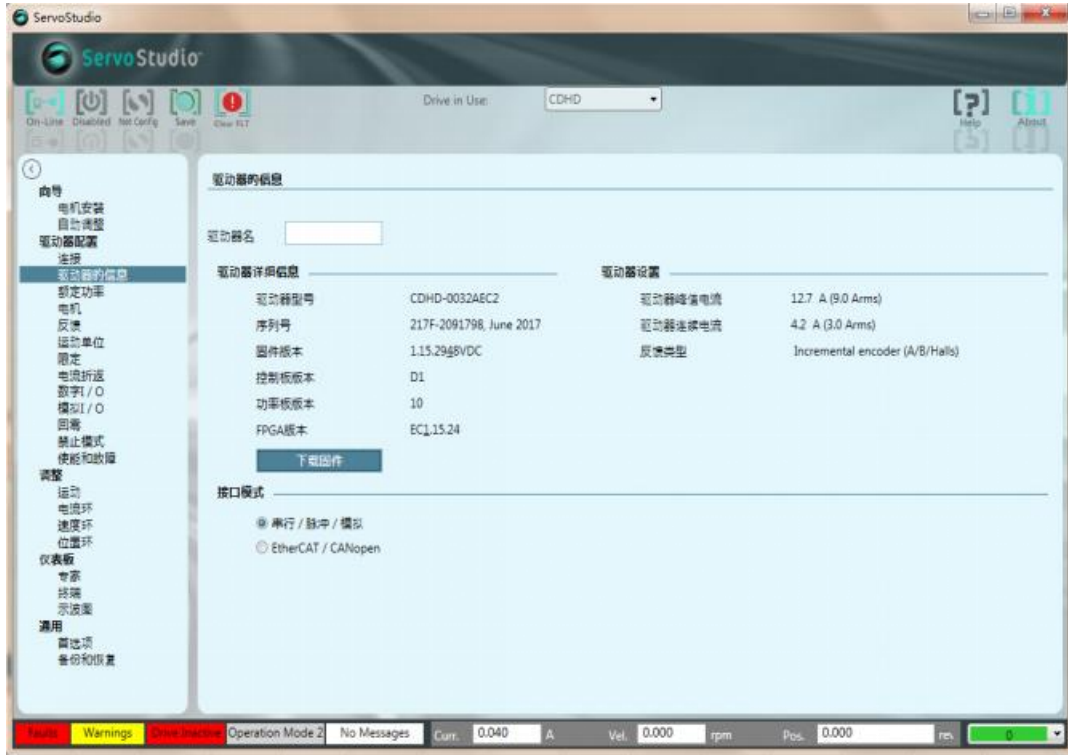 ServoStudio
ServoStudio
On-Line Disabled Not Config Save Clear FLT
Drive in Use: CDHD
Help About
向导
电机安装
自动调整
驱动器配置
连接
驱动器的信息
额定功率
电机
反馈
运动单位
限定
电流折返
数字I / O
模拟I / O
回零
禁止模式
使能和故障
调整
运动
电流环
速度环
位置环
仪表板
专家
终端
示波图
通用
首选项
备份和恢复
驱动器的信息
驱动器名
驱动器详细信息
驱动器型号 CDHD-0032AEC2
序列号 217F-2091798, June 2017
固件版本 1.15.29
控制板版本 D1
功率板版本 10
FPGA版本 EC1.15.24
下载固件
驱动器设置
驱动器峰值电流 12.7 A (9.0 Arms)
驱动器连续电流 4.2 A (3.0 Arms)
反馈类型 Incremental encoder (A/B/Halls)
接口模式
串行 / 脉冲 / 模拟
EtherCAT / CANopen
Faults Warnings Drive Inactive Operation Mode 2 No Messages Curr. 0.040 A Vel. 0.000 rpm Pos. 0.000 rev 0